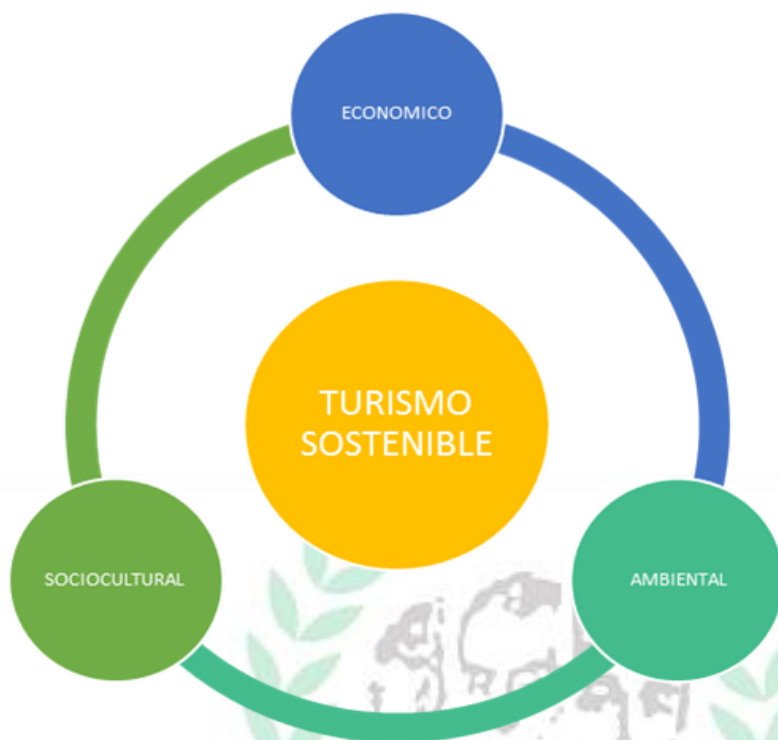 ECONOMICO
TURISMO
SOSTENIBLE
SOCIOCULTURAL
AMBIENTAL